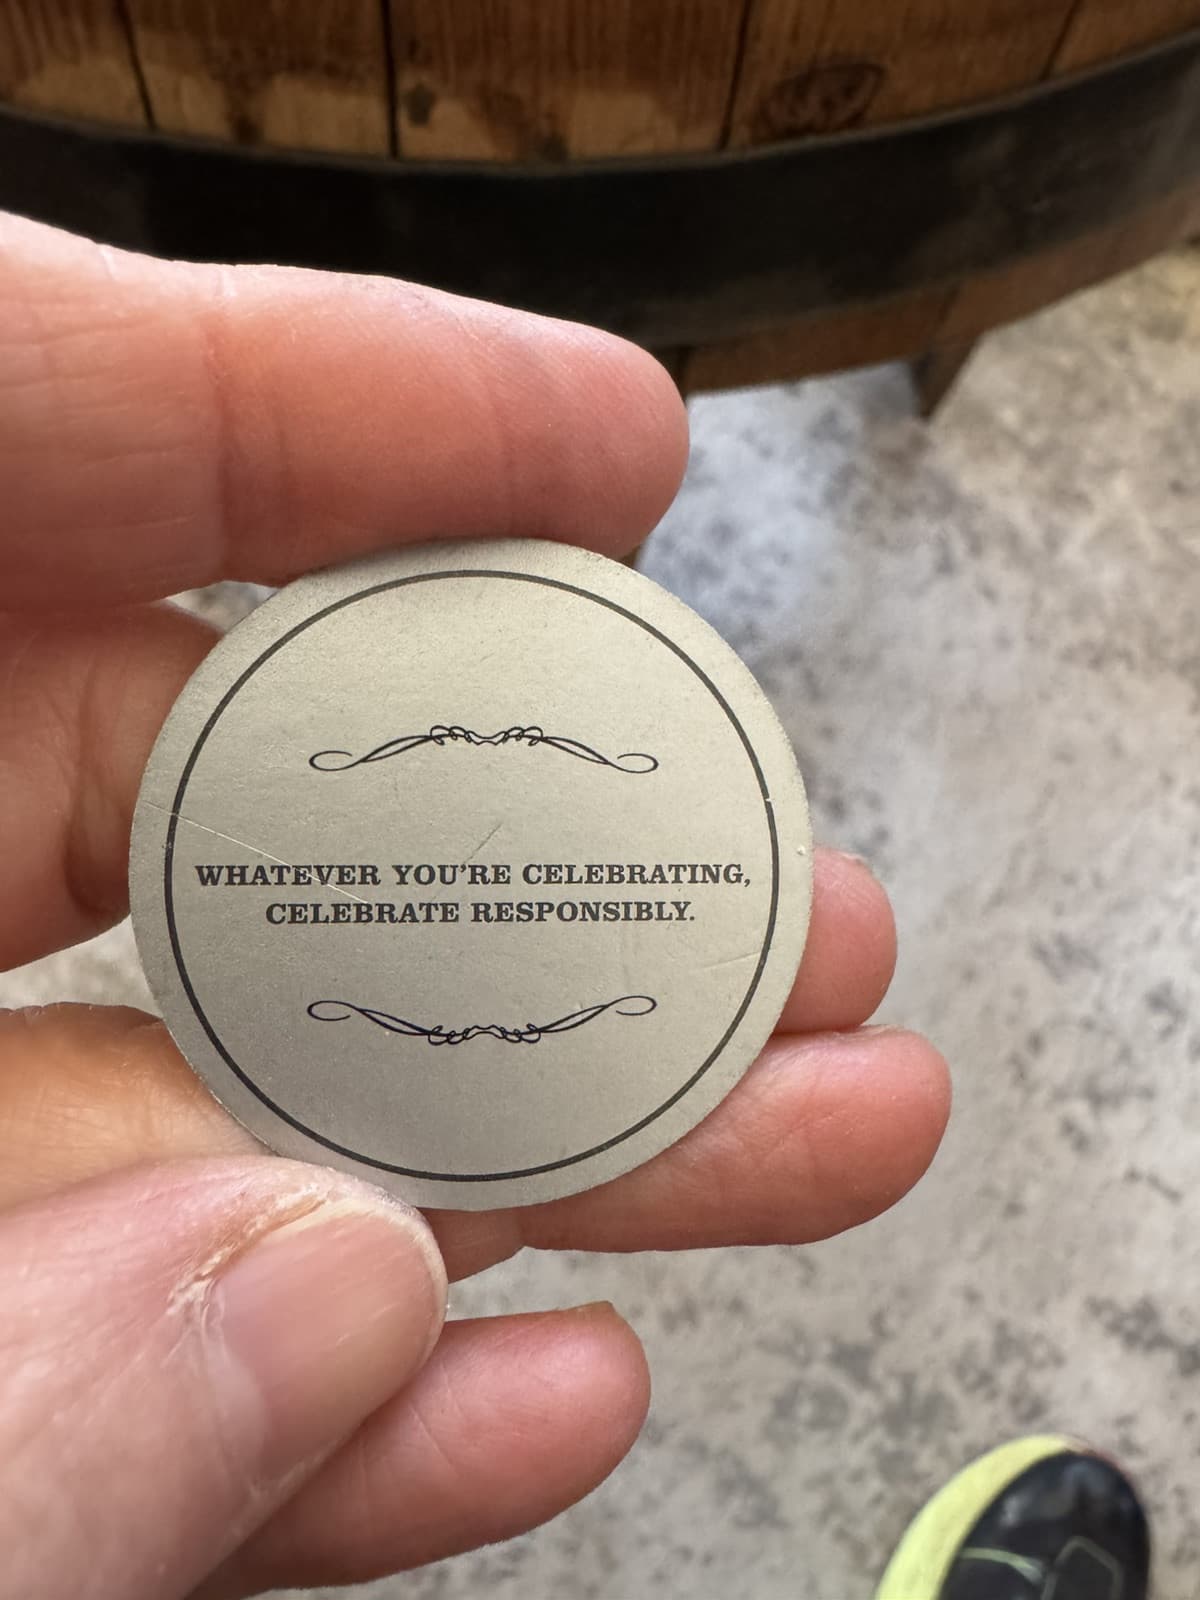 WHATEVER YOU'RE CELEBRATING,
CELEBRATE RESPONSIBLY.